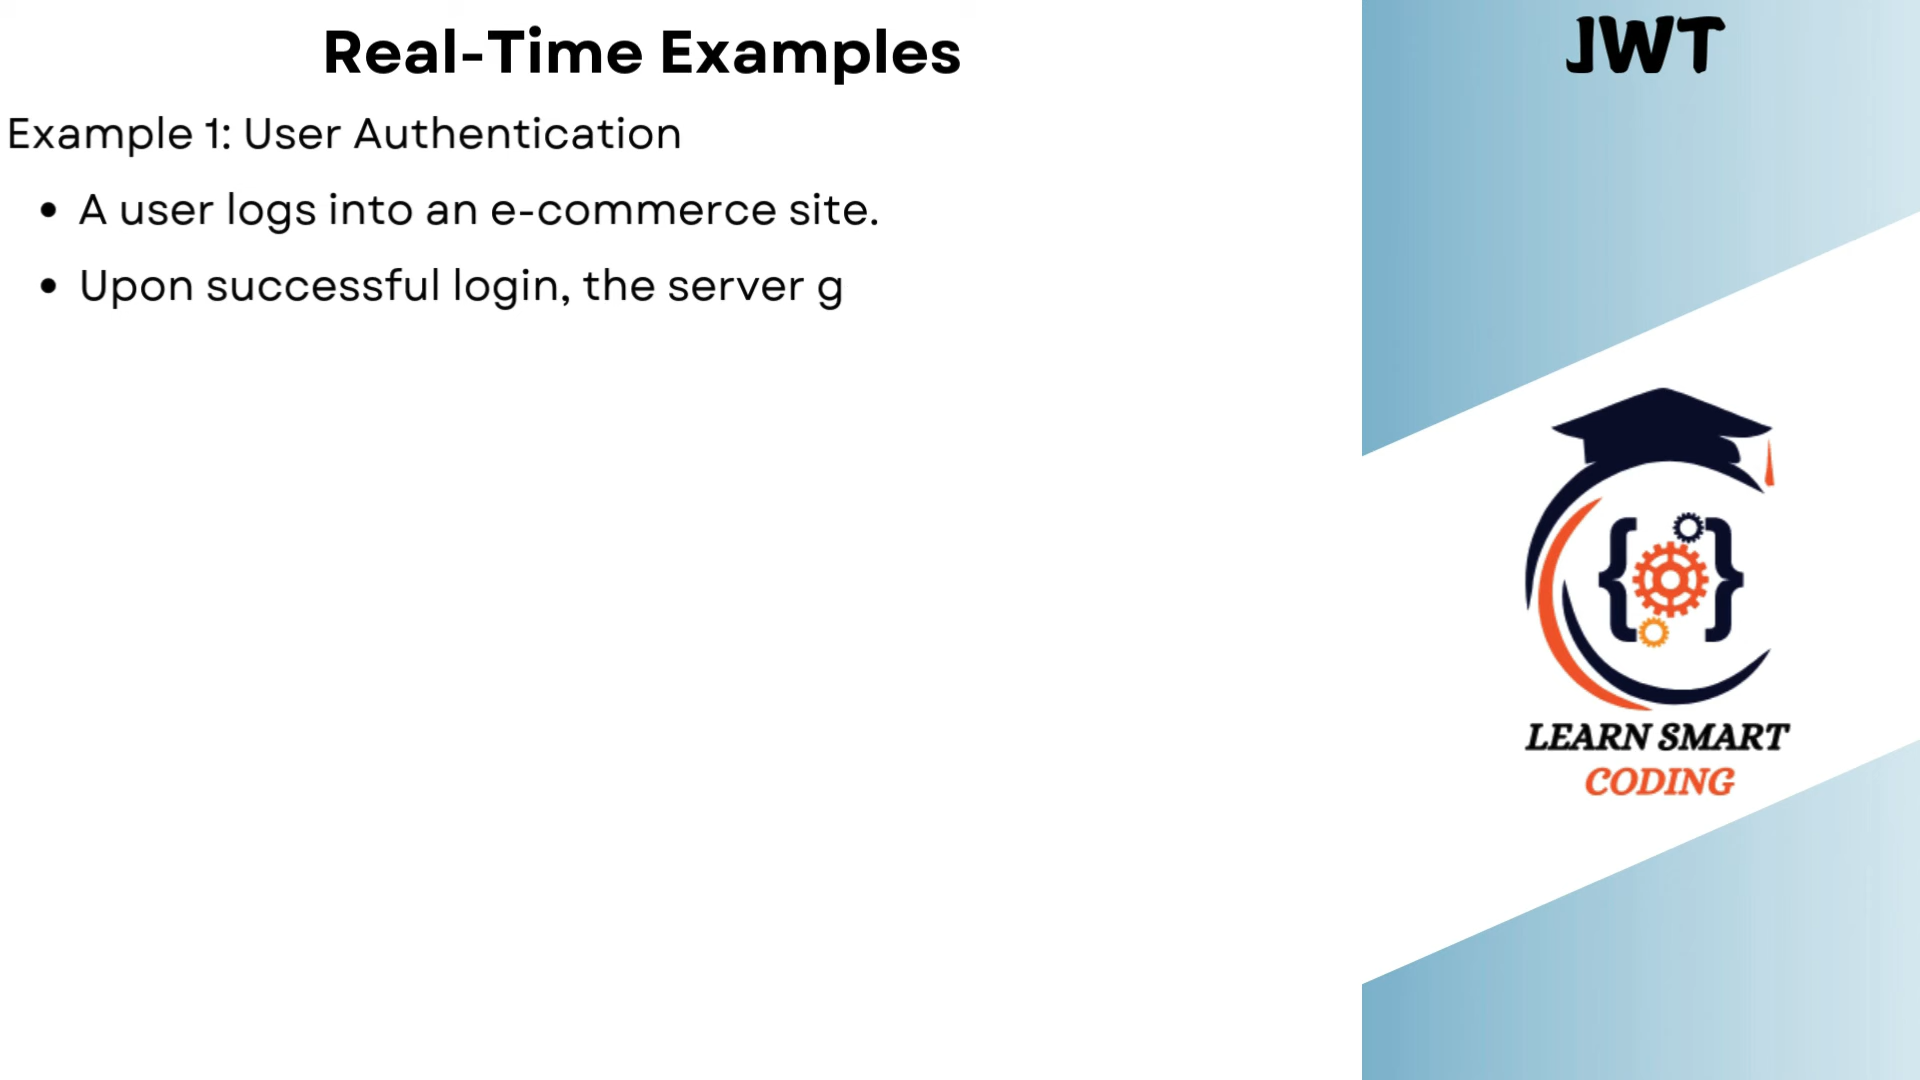 Real-Time Examples
JWT
Example 1: User Authentication
• A user logs into an e-commerce site.
• Upon successful login, the server g
{ }
LEARN SMART
CODING